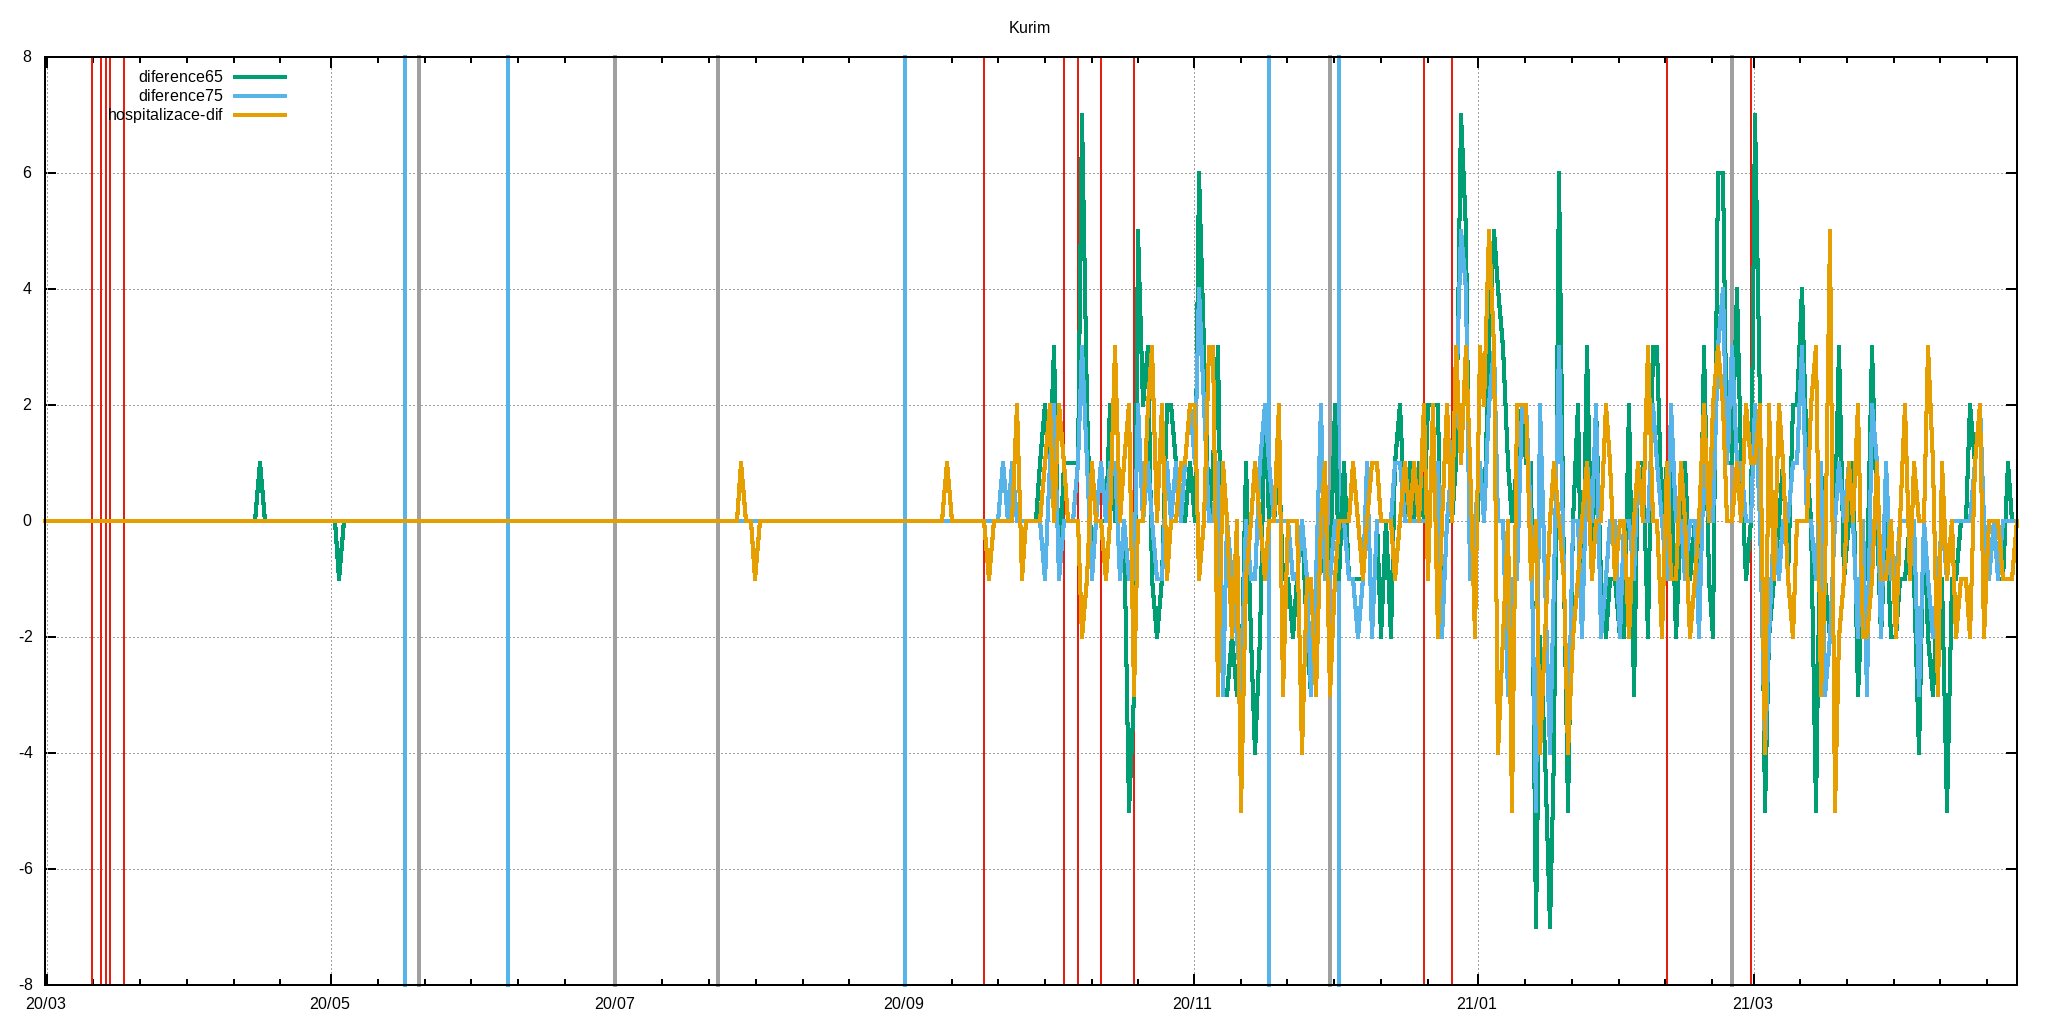 Kurim
diference65
diference75
hospitalizace-dif
8
6
4
2
0
-2
-4
-6
-8
20/03 20/05 20/07 20/09 20/11 21/01 21/03